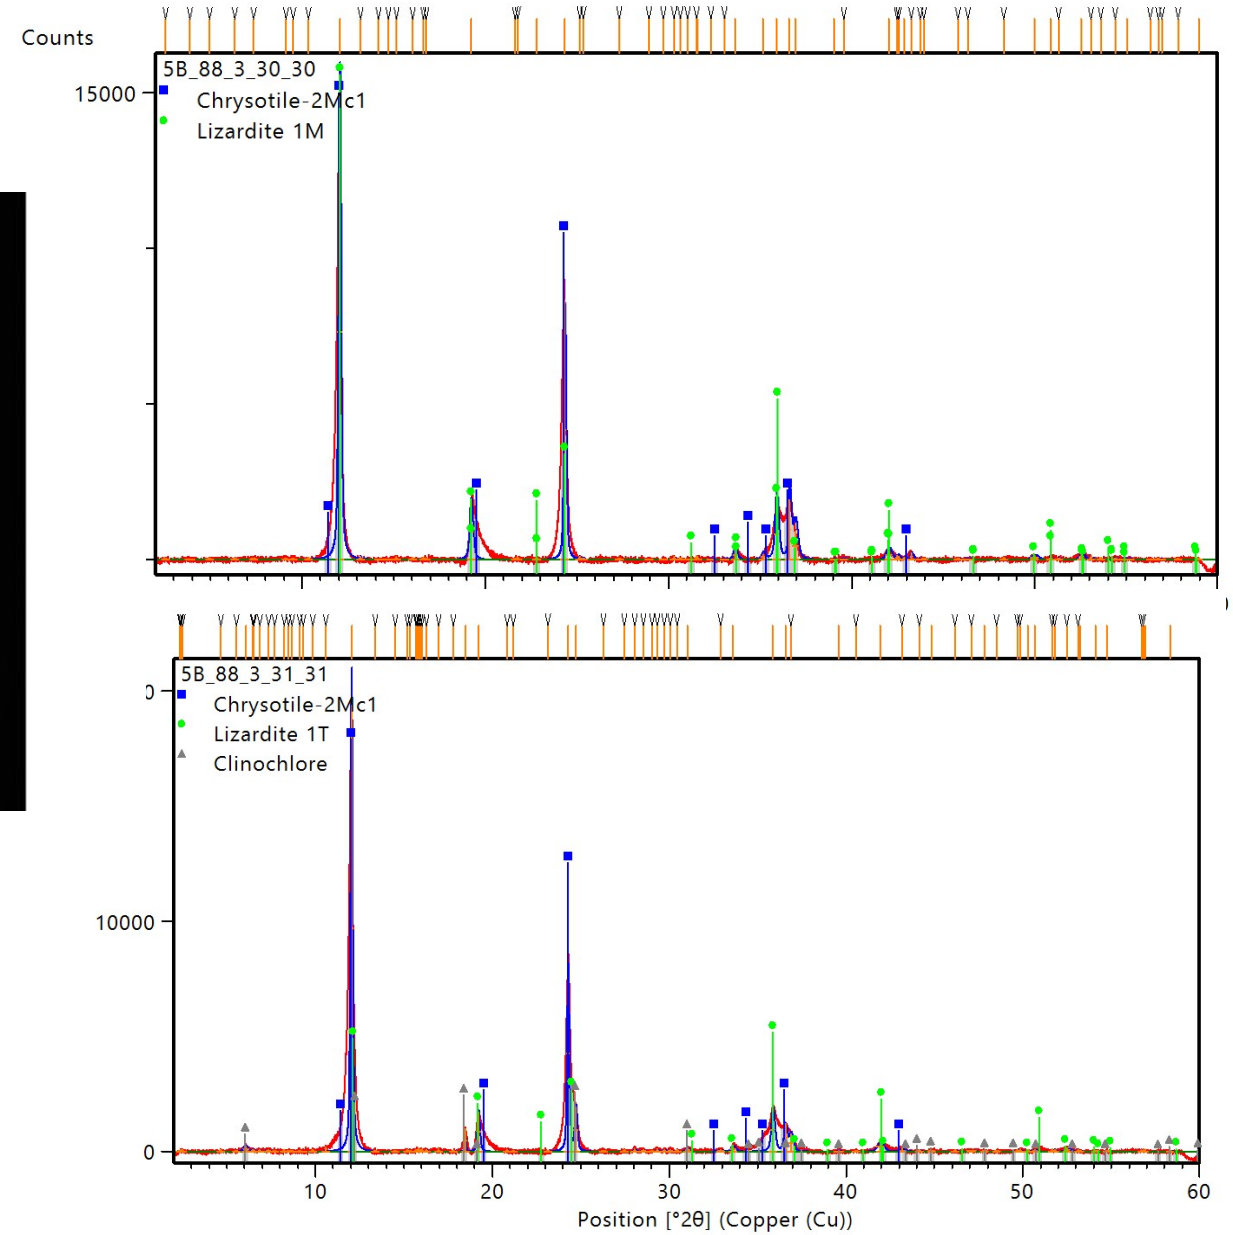 Counts
5B_88_3_30_30
15000
Chrysotile-2Mc1
Lizardite 1M
5B_88_3_31_31
0
Chrysotile-2Mc1
Lizardite 1T
Clinochlore
10000
0
10 20 30 40 50 60
Position [°2θ] (Copper (Cu))